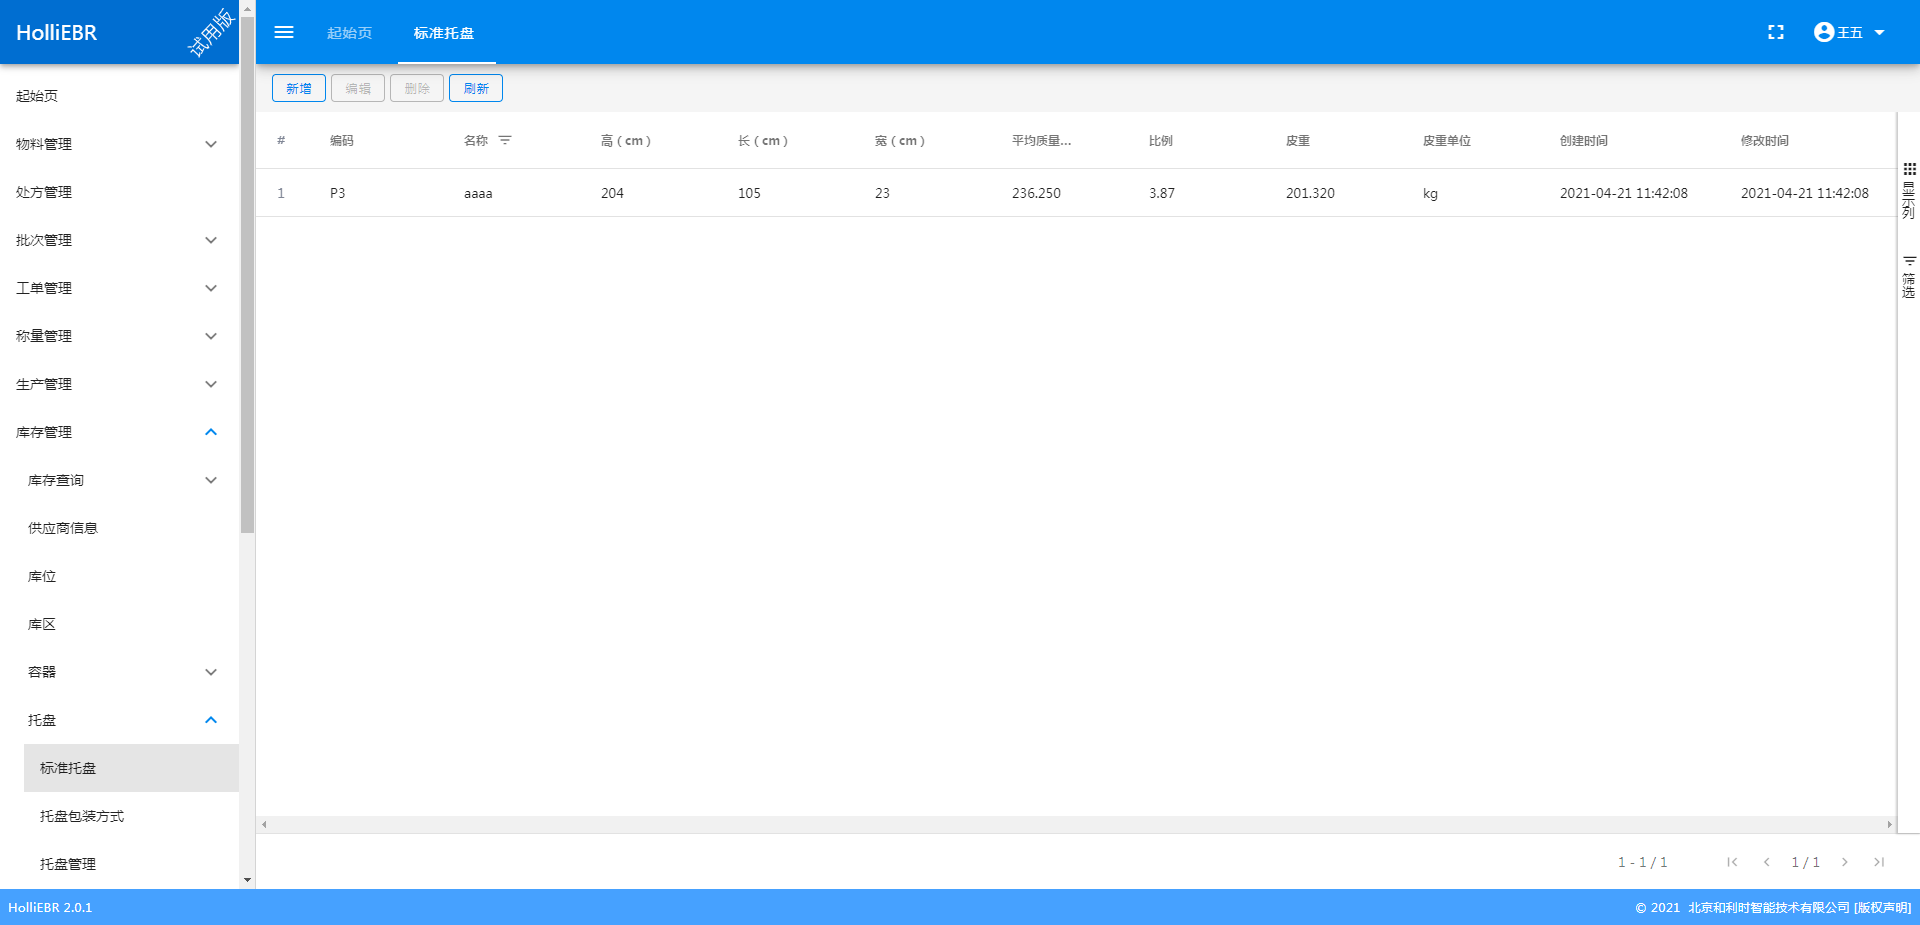 HolliEBR
试用版
起始页
标准托盘
王五
新增
编辑
删除
刷新
起始页
物料管理
处方管理
批次管理
工单管理
称量管理
生产管理
库存管理
库存查询
供应商信息
库位
库区
容器
托盘
标准托盘
托盘包装方式
托盘管理
# 编码 名称 高（cm） 长（cm） 宽（cm） 平均质量... 比例 皮重 皮重单位 创建时间 修改时间
1 P3 aaaa 204 105 23 236.250 3.87 201.320 kg 2021-04-21 11:42:08 2021-04-21 11:42:08
显示列
筛选
1 - 1 / 1
1 / 1
HolliEBR 2.0.1
© 2021 北京和利时智能技术有限公司 [版权声明]